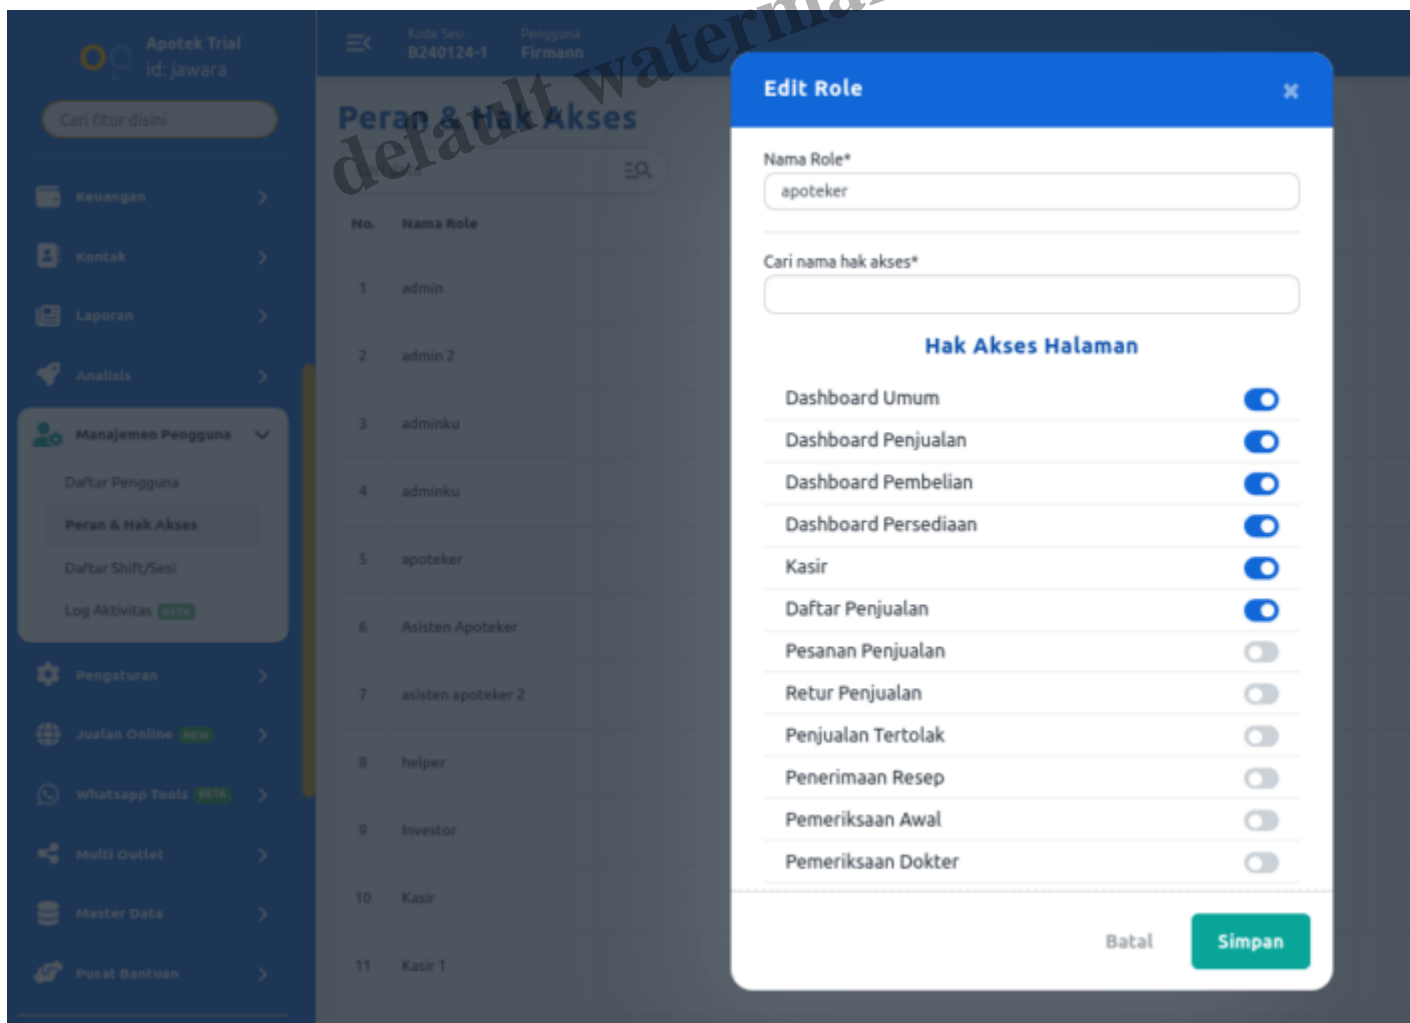 Apotek Trial
id: jawara
Cari fitur disini
Keuangan
Kontak
Laporan
Analisis
Manajemen Pengguna
Daftar Pengguna
Peran & Hak Akses
Daftar Shift/Sesi
Log Aktivitas BETA
Pengaturan
Jualan Online NEW
Whatsapp Tools BETA
Multi Outlet
Master Data
Pusat Bantuan
Kode Sesi
B240124-1
Pengguna
Firmann
default watermar
Peran & Hak Akses
No. Nama Role
1 admin
2 admin 2
3 adminku
4 adminku
5 apoteker
6 Asisten Apoteker
7 asisten apoteker 2
8 helper
9 Investor
10 Kasir
11 Kasir 1
Edit Role
Nama Role*
apoteker
Cari nama hak akses*
Hak Akses Halaman
Dashboard Umum
Dashboard Penjualan
Dashboard Pembelian
Dashboard Persediaan
Kasir
Daftar Penjualan
Pesanan Penjualan
Retur Penjualan
Penjualan Tertolak
Penerimaan Resep
Pemeriksaan Awal
Pemeriksaan Dokter
Batal
Simpan